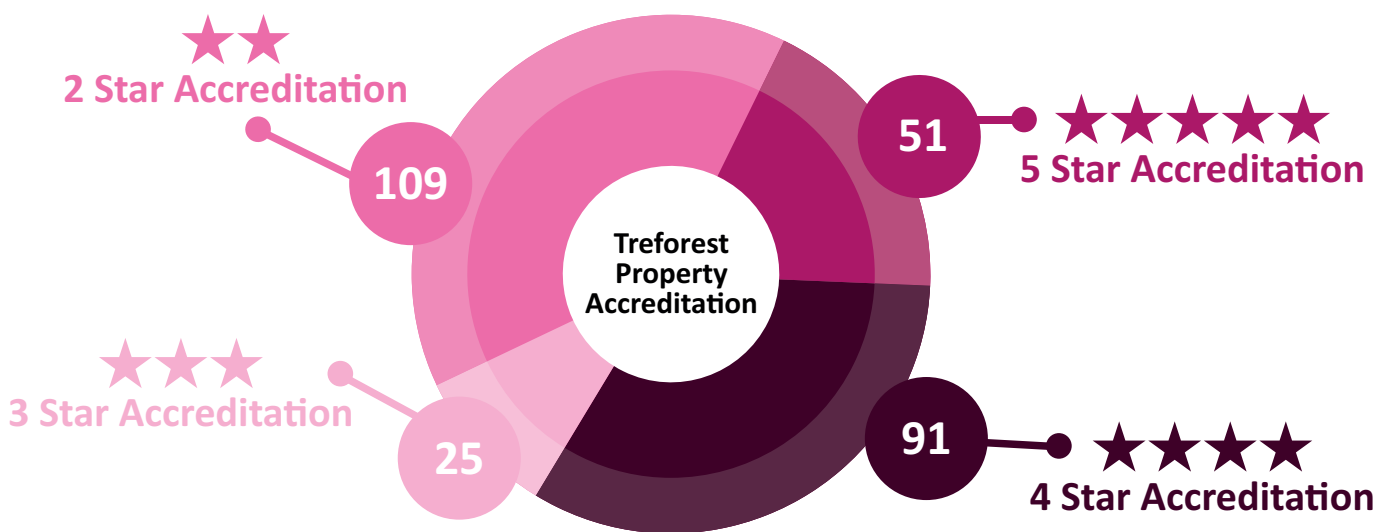 2 Star Accreditation
109
51
5 Star Accreditation
Treforest
Property
Accreditation
3 Star Accreditation
25
91
4 Star Accreditation